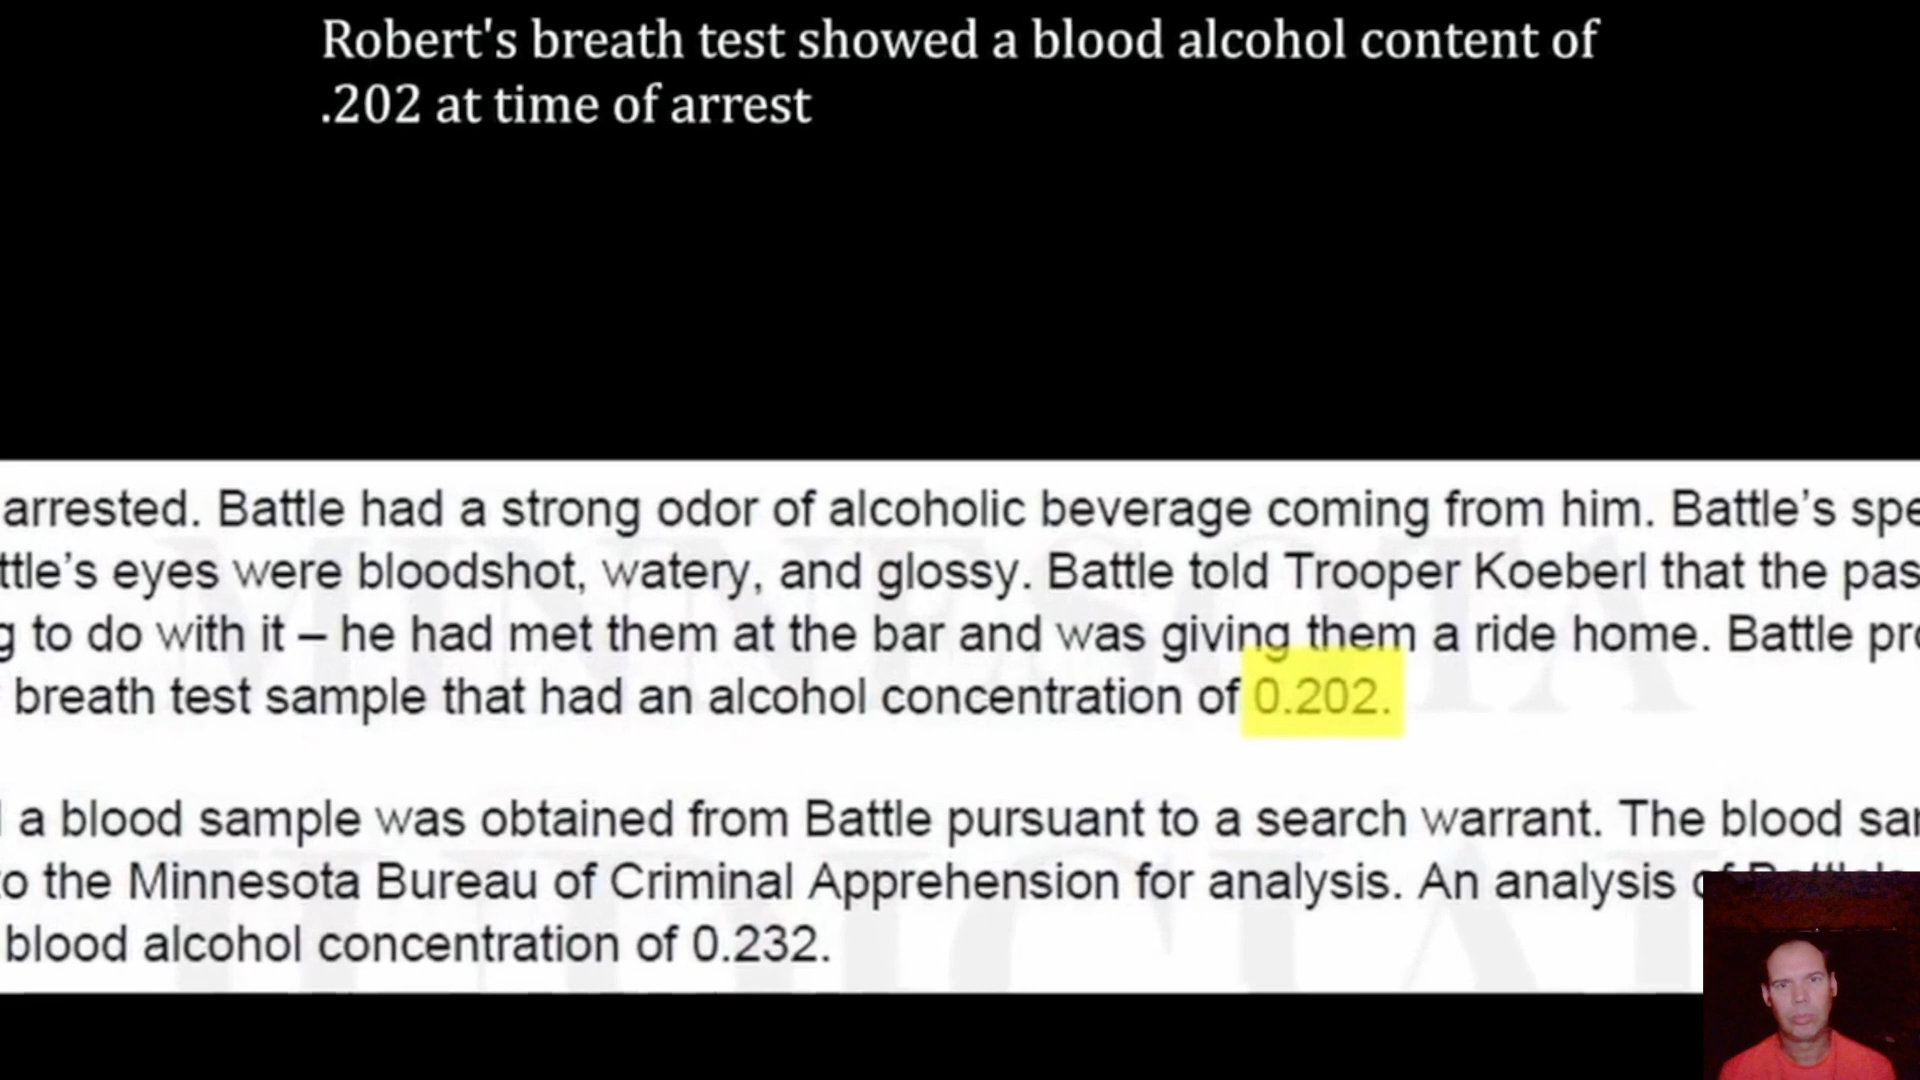 Robert's breath test showed a blood alcohol content of
.202 at time of arrest
arrested. Battle had a strong odor of alcoholic beverage coming from him. Battle's spe
ttle's eyes were bloodshot, watery, and glossy. Battle told Trooper Koeberl that the pas
g to do with it – he had met them at the bar and was giving them a ride home. Battle pro
breath test sample that had an alcohol concentration of 0.202.
a blood sample was obtained from Battle pursuant to a search warrant. The blood sar
to the Minnesota Bureau of Criminal Apprehension for analysis. An analysis of
blood alcohol concentration of 0.232.